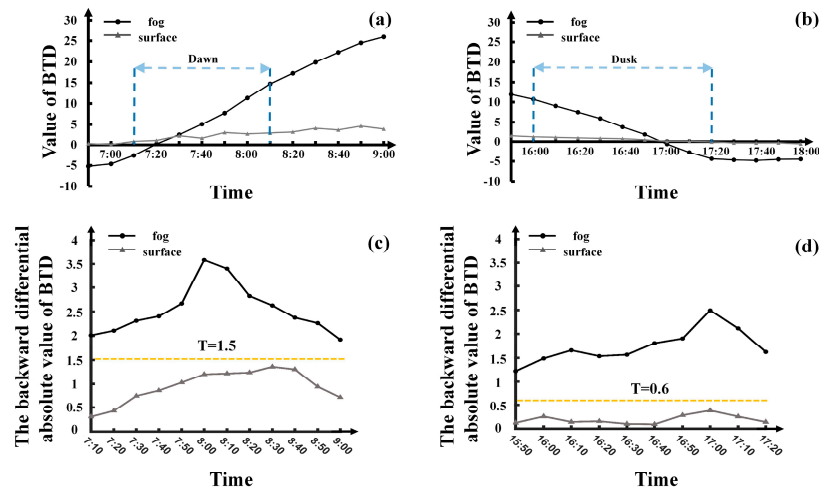 (a)
fog
surface
Value of BTD
30
25
20
15
10
5
0
-5
-10
Dawn
7:00
7:20
7:40
8:00
8:20
8:40
9:00
Time
(b)
fog
surface
Value of BTD
30
25
20
15
10
5
0
-5
-10
Dusk
16:00
16:20
16:40
17:00
17:20
17:40
18:00
Time
(c)
fog
surface
The backward differential
absolute value of BTD
4
3.5
3
2.5
2
1.5
1
0.5
0
T=1.5
7:10
7:20
7:30
7:40
7:50
8:00
8:10
8:20
8:30
8:40
8:50
9:00
Time
(d)
fog
surface
The backward differential
absolute value of BTD
4
3.5
3
2.5
2
1.5
1
0.5
0
T=0.6
15:50
16:00
16:10
16:20
16:30
16:40
16:50
17:00
17:10
17:20
Time